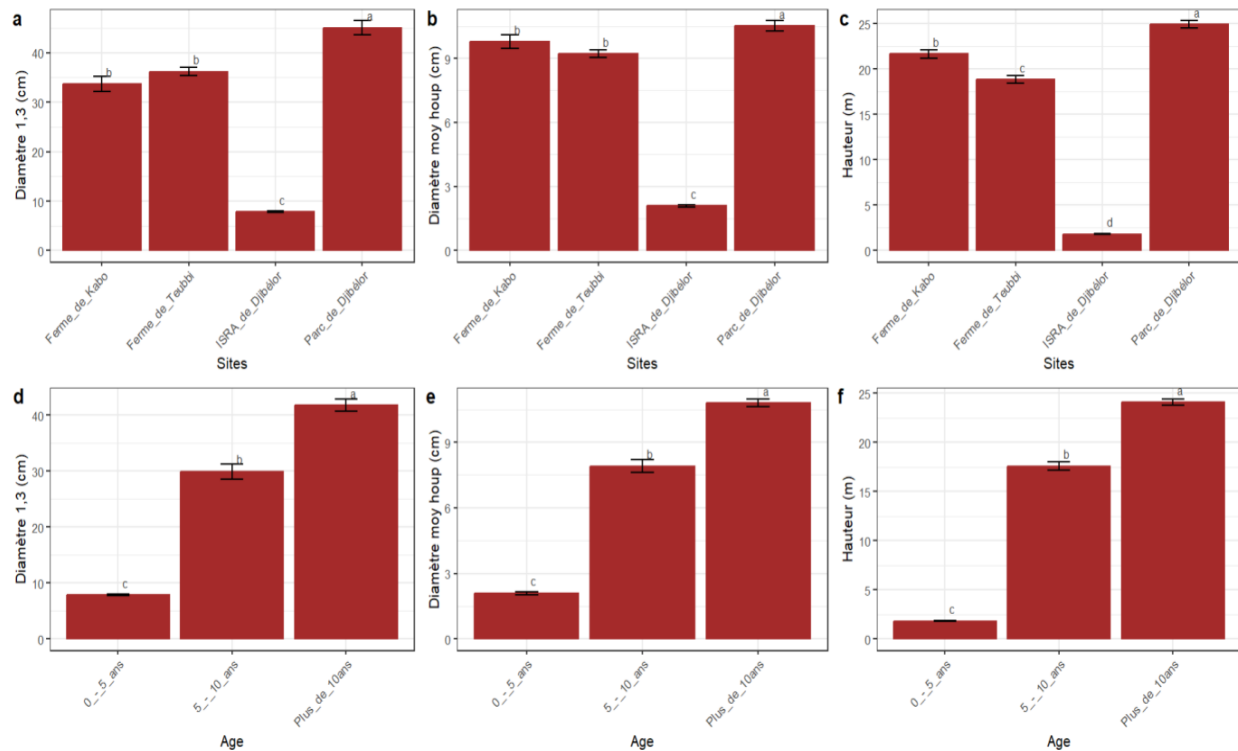 a
Diamètre 1,3 (cm)
40
30
20
10
0
b
b
c
a
Ferme_de_Kabo
Ferme_de_Teubbi
ISRA_de_Djibélor
Parc_de_Djibélor
Sites
b
Diamètre moy houp (cm)
9
6
3
0
b
b
c
a
Ferme_de_Kabo
Ferme_de_Teubbi
ISRA_de_Djibélor
Parc_de_Djibélor
Sites
c
Hauteur (m)
25
20
15
10
5
0
b
c
d
a
Ferme_de_Kabo
Ferme_de_Teubbi
ISRA_de_Djibélor
Parc_de_Djibélor
Sites
d
Diamètre 1,3 (cm)
40
30
20
10
0
c
b
a
0_-_5_ans
5_-_10_ans
Plus_de_10ans
Age
e
Diamètre moy houp (cm)
9
6
3
0
c
b
a
0_-_5_ans
5_-_10_ans
Plus_de_10ans
Age
f
Hauteur (m)
25
20
15
10
5
0
c
b
a
0_-_5_ans
5_-_10_ans
Plus_de_10ans
Age